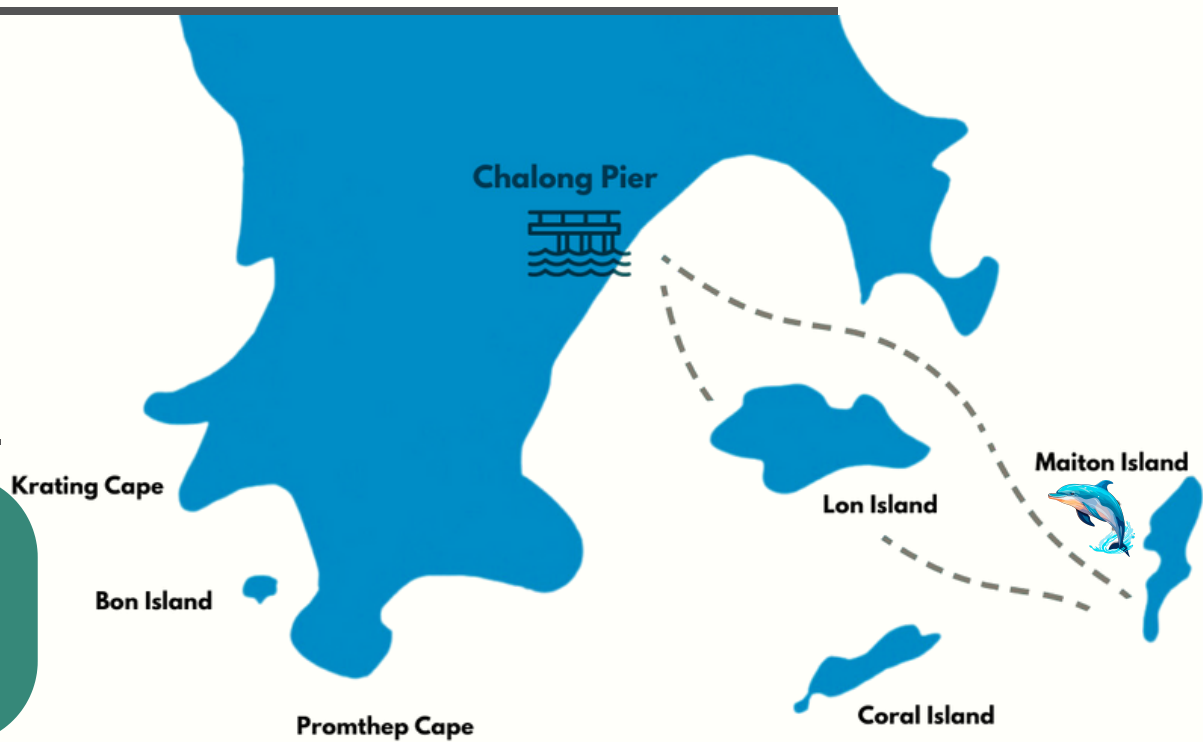 Chalong Pier
Maiton Island
Krating Cape
Lon Island
Bon Island
Coral Island
Promthep Cape